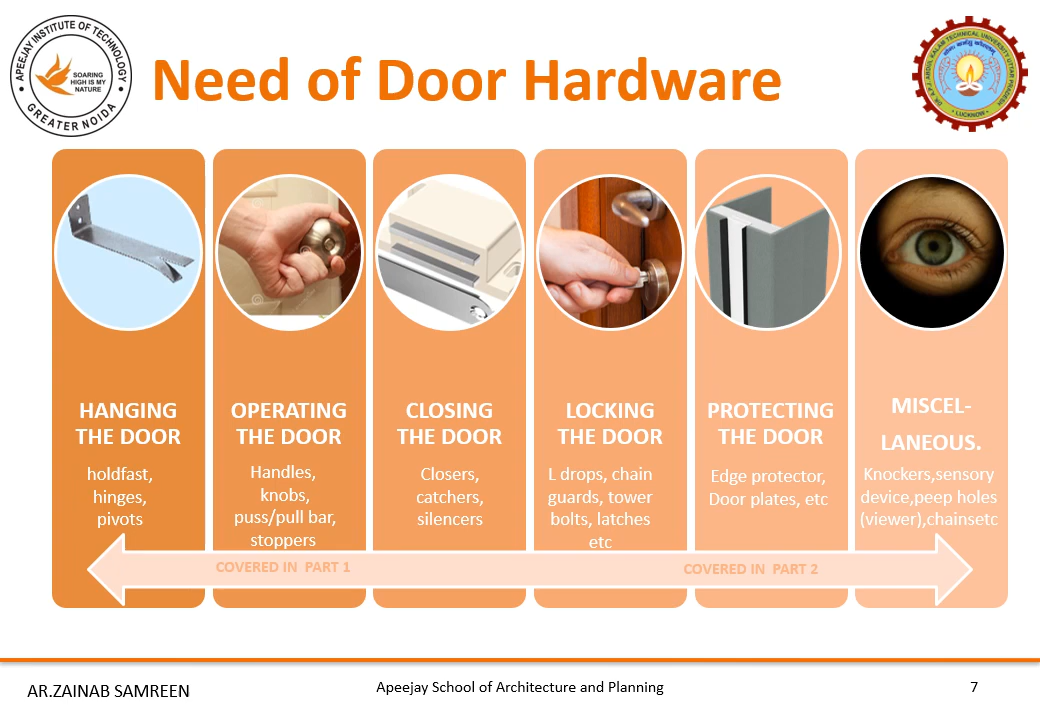 APEEJAY INSTITUTE OF TECHNOLOGY
SOARING
HIGH IS MY
NATURE
GREATER NOIDA
Need of Door Hardware
LUCKNOW
HANGING
THE DOOR
holdfast,
hinges,
pivots
OPERATING
THE DOOR
Handles,
knobs,
puss/pull bar,
stoppers
CLOSING
THE DOOR
Closers,
catchers,
silencers
LOCKING
THE DOOR
L drops, chain
guards, tower
bolts, latches
etc
PROTECTING
THE DOOR
Edge protector,
Door plates, etc
MISCEL-
LANEOUS.
Knockers,sensory
device,peep holes
(viewer),chainsetc
COVERED IN PART 1
COVERED IN PART 2
AR.ZAINAB SAMREEN
Apeejay School of Architecture and Planning
7